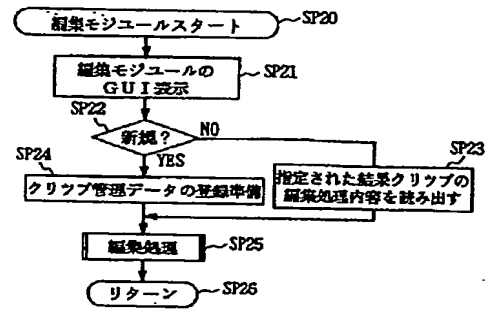 編集モジユールスタート
SP20
編集モジユールの
GUI表示
SP21
SP22
新規？
NO
YES
SP24
クリツプ管理データの登録準備
SP23
指定された結果クリツプの
編集処理内容を読み出す
編集処理
SP25
リターン
SP26